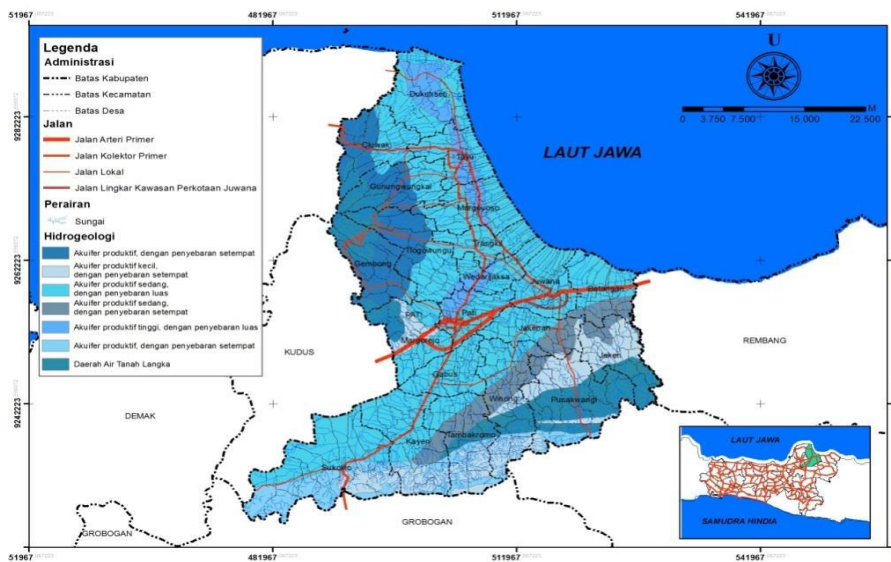 51967
481967
511967
541967
Legenda
Administrasi
Batas Kabupaten
Batas Kecamatan
Batas Desa
Jalan
Jalan Arteri Primer
Jalan Kolektor Primer
Jalan Lokal
Jalan Lingkar Kawasan Perkotaan Juwana
Perairan
Sungai
Hidrogeologi
Akuifer produktif, dengan penyebaran setempat
Akuifer produktif kecil,
dengan penyebaran setempat
Akuifer produktif sedang,
dengan penyebaran luas
Akuifer produktif sedang,
dengan penyebaran setempat
Akuifer produktif tinggi, dengan penyebaran luas
Akuifer produktif, dengan penyebaran setempat
Daerah Air Tanah Langka
U
M
0 3.750 7.500 15.000 22.500
LAUT JAWA
9282223
9262223
9242223
Dukuhseti
Cluwak
Tayu
Gunungwungkal
Margoyoso
Trangkil
Tlogowungu
Gembong
Wedarijaksa
Juwana
Batangan
PATI
Pati
Margorejo
Jakenan
Jaken
Gabus
Winong
Pucakwangi
Tambakromo
Kayen
Sukolilo
KUDUS
DEMAK
REMBANG
GROBOGAN
GROBOGAN
LAUT JAWA
SAMUDRA HINDIA
51967
481967
511967
541967